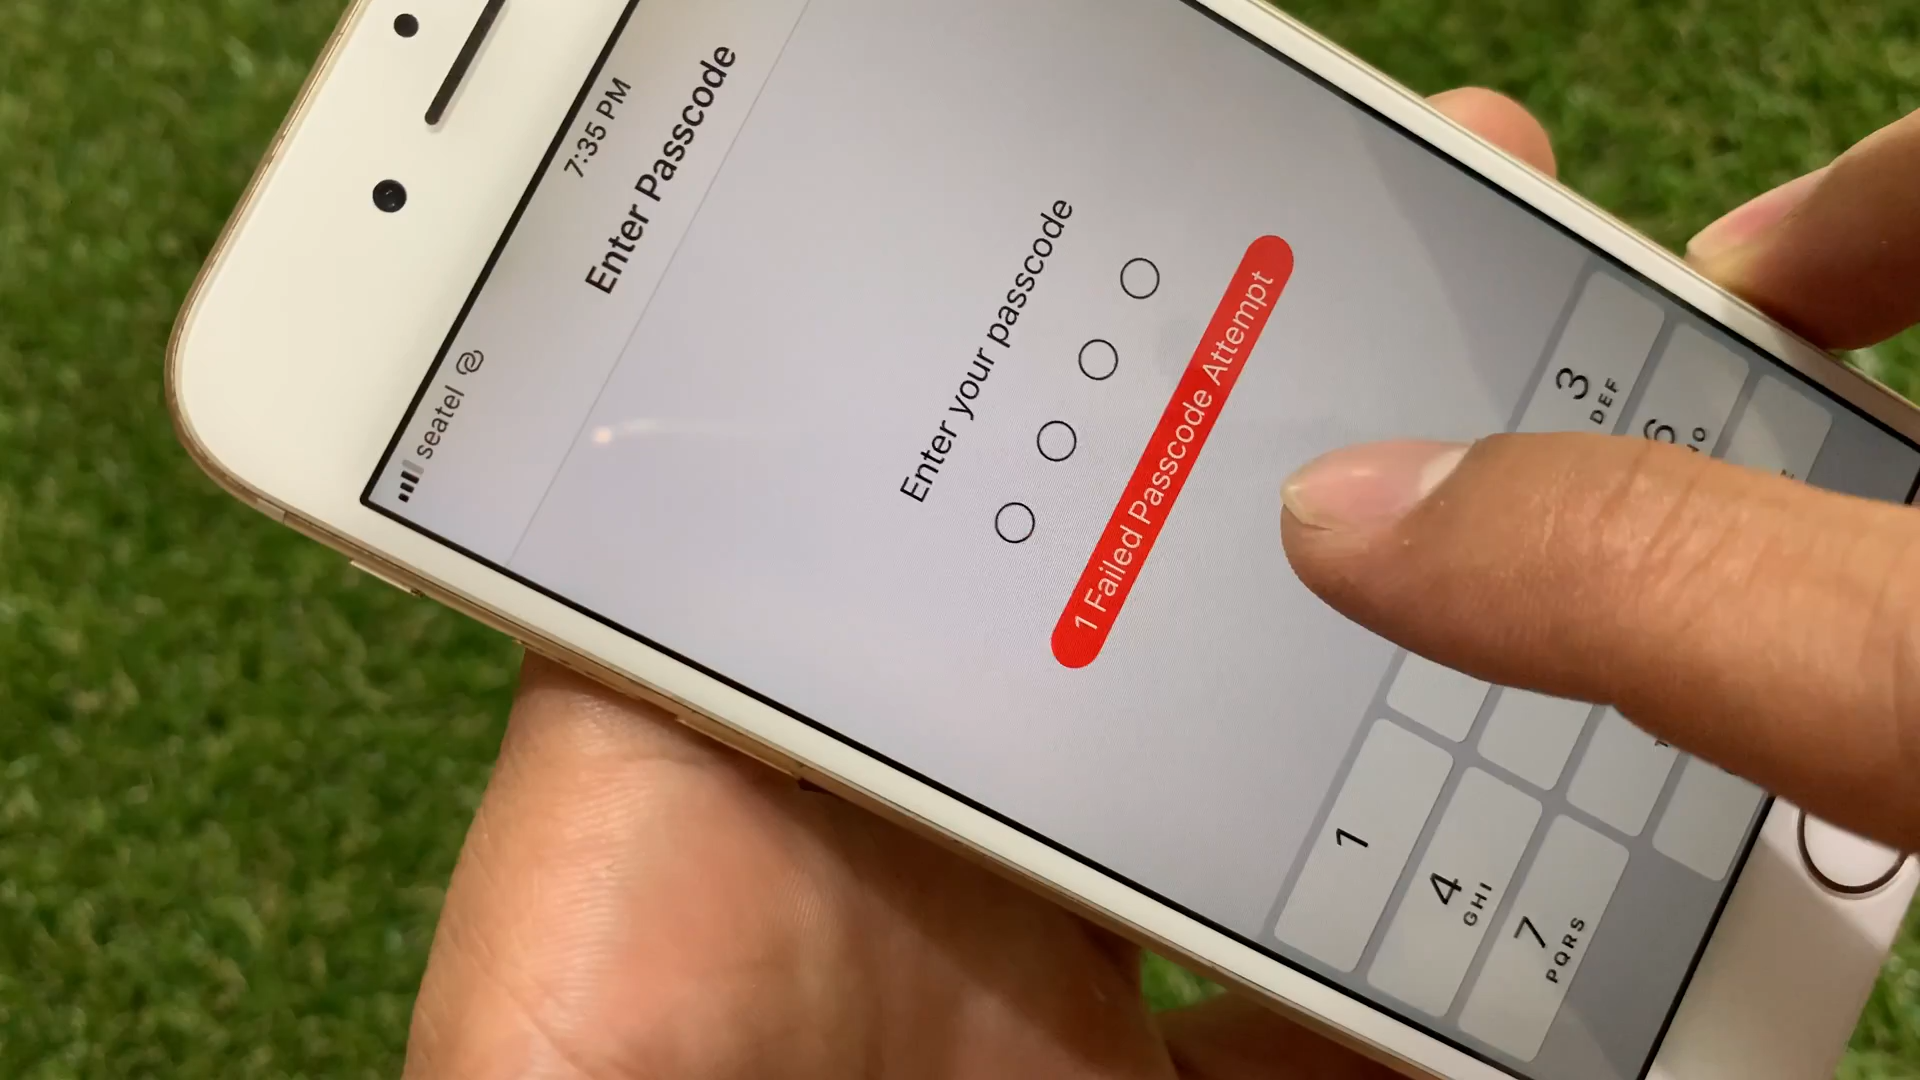 seatel
7:35 PM
Enter Passcode
Enter your passcode
1 Failed Passcode Attempt
1
3
DEF
4
GHI
6
7
PQRS